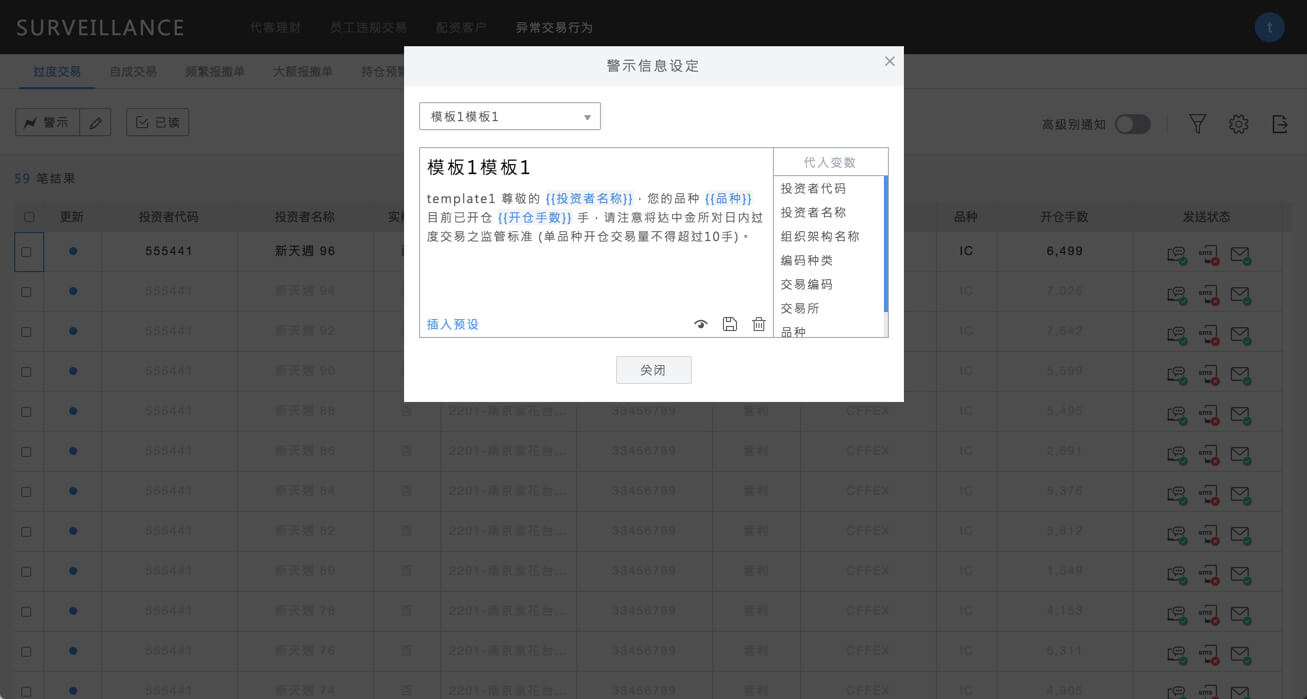 SURVEILLANCE 代客理财 员工违规交易 配资客户 异常交易行为 t
过度交易 自成交易 频繁报撤单 大额报撤单 持仓预警
警示信息设定
模板1模板1
警示 已读 高级别通知
模板1模板1
template1 尊敬的 {{投资者名称}},您的品种 {{品种}}
目前已开仓 {{开仓手数}} 手,请注意将达中金所对日内过
度交易之监管标准 (单品种开仓交易量不得超过10手)。
插入预设
代入变数
投资者代码
投资者名称
组织架构名称
编码种类
交易编码
交易所
品种
关闭
59 笔结果
更新 投资者代码 投资者名称 品种 开仓手数 发送状态
555441 新天週 96 IC 6,499 sms
555441 新天週 94 IC 7,025 sms
555441 新天週 92 IC 7,642 sms
555441 新天週 90 IC 5,599 sms
555441 新天週 88 否 2201-南京雨花台... 33456789 套利 CFFEX IC 5,495 sms
555441 新天週 86 否 2201-南京雨花台... 33456789 套利 CFFEX IC 2,691 sms
555441 新天週 84 否 2201-南京雨花台... 33456789 套利 CFFEX IC 5,376 sms
555441 新天週 82 否 2201-南京雨花台... 33456789 套利 CFFEX IC 3,612 sms
555441 新天週 80 否 2201-南京雨花台... 33456789 套利 CFFEX IC 1,549 sms
555441 新天週 78 否 2201-南京雨花台... 33456789 套利 CFFEX IC 4,153 sms
555441 新天週 76 否 2201-南京雨花台... 33456789 套利 CFFEX IC 6,311 sms
555441 新天週 74 否 2201-南京雨花台... 33456789 套利 CFFEX IC 4,905 sms